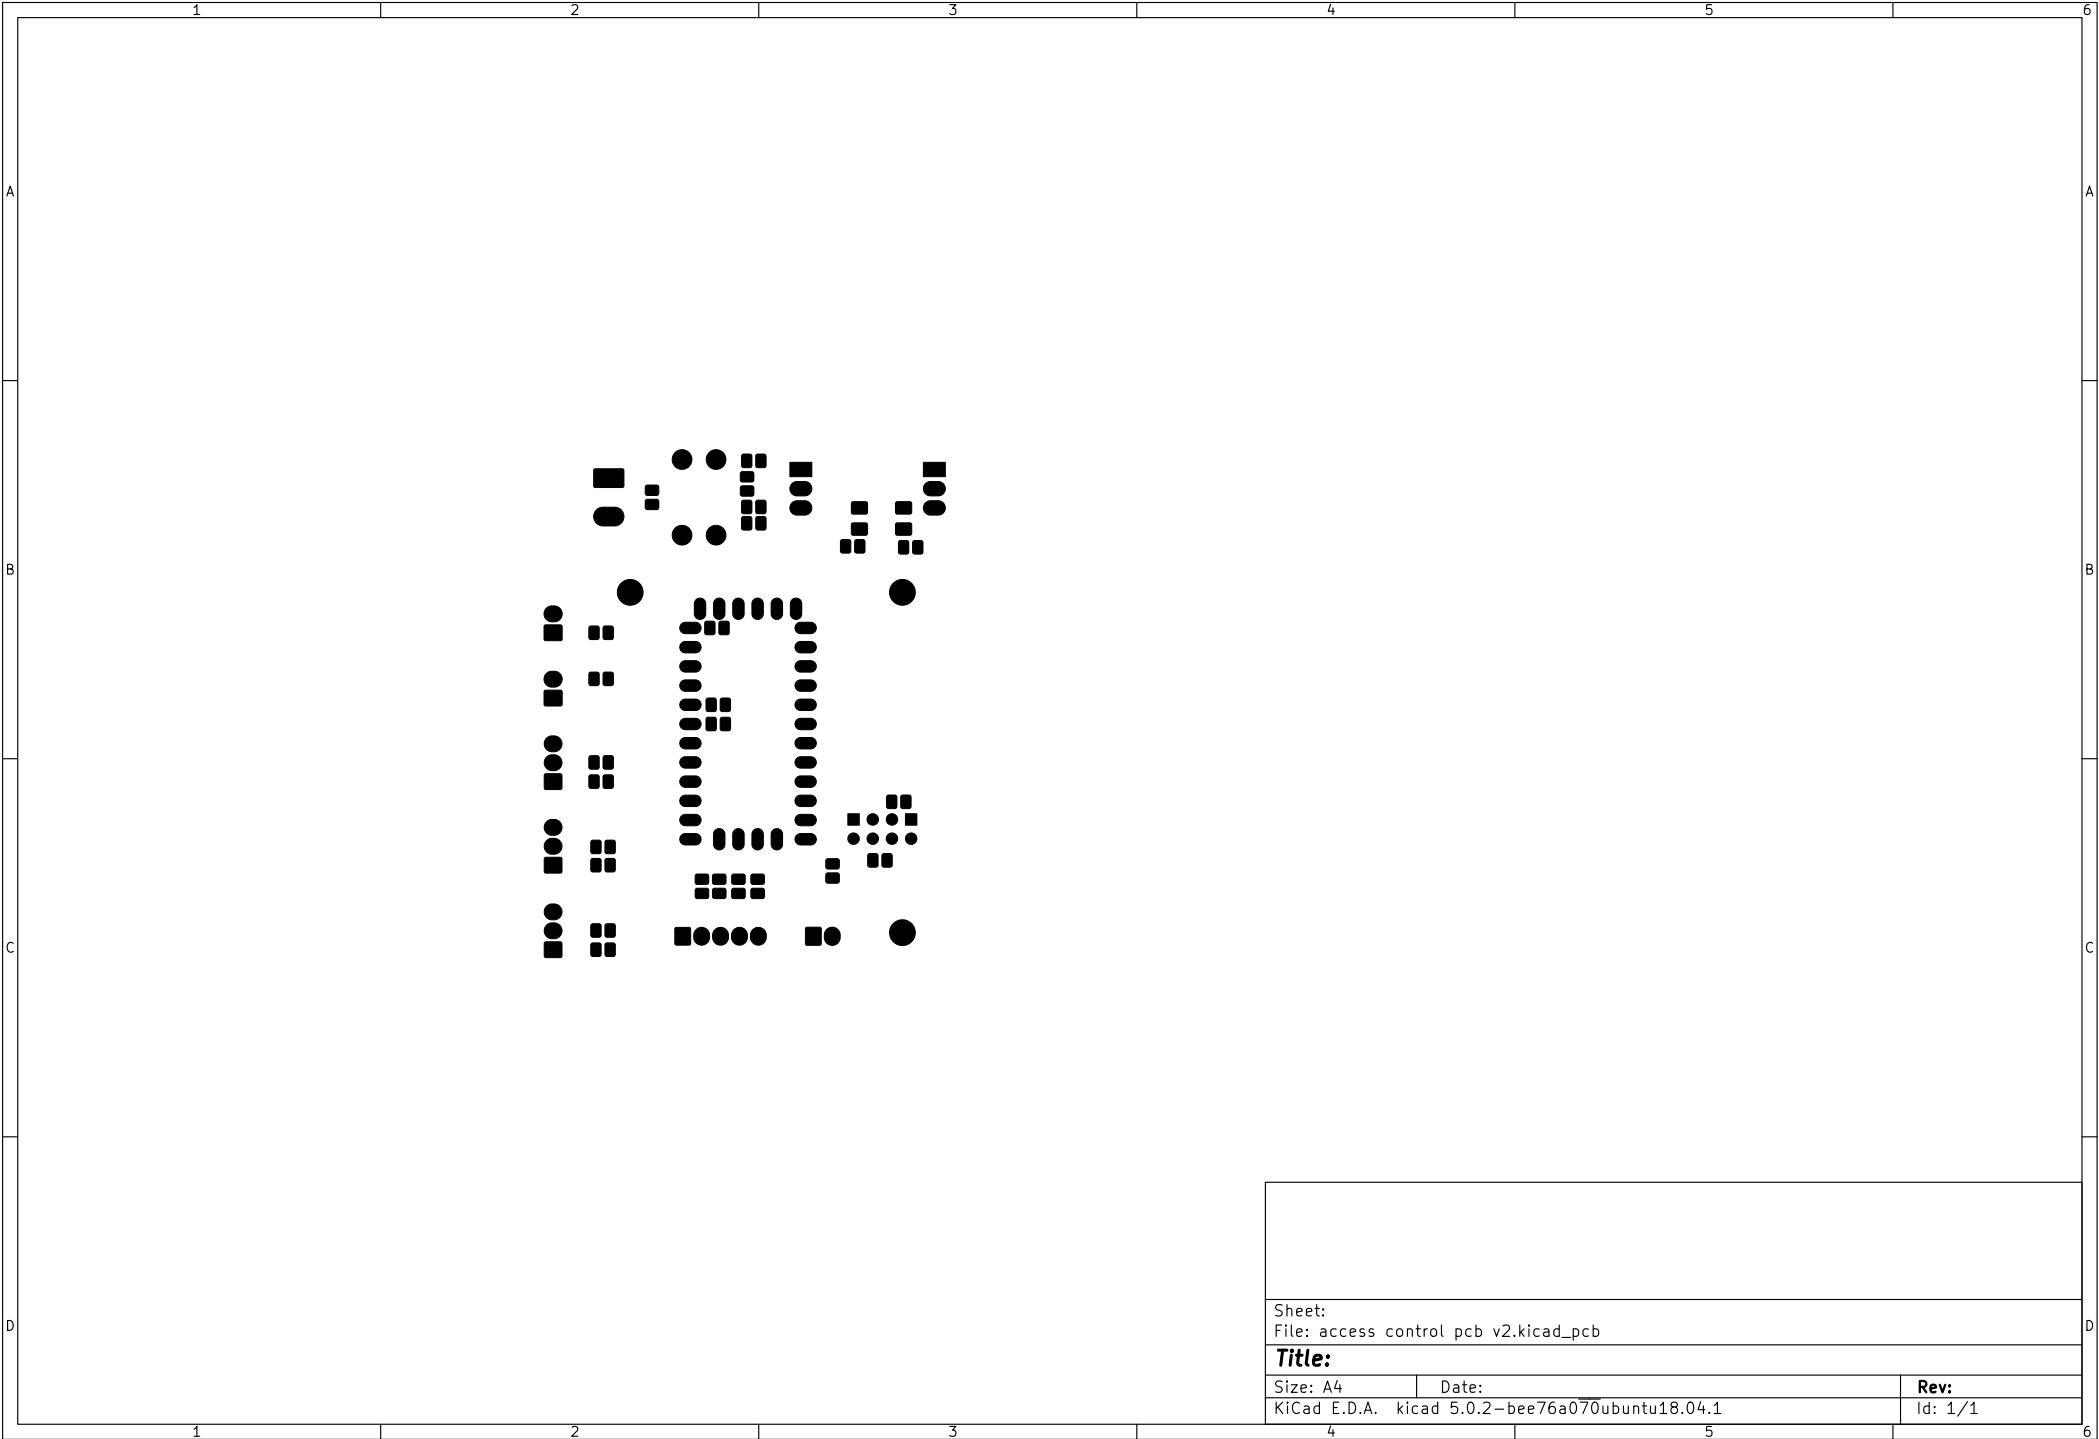 1 2 3 4 5 6
A A
B B
C C
D D
Sheet:
File: access control pcb v2.kicad_pcb
Title:
Size: A4 Date: Rev:
KiCad E.D.A. kicad 5.0.2-bee76a070ubuntu18.04.1 Id: 1/1
1 2 3 4 5 6